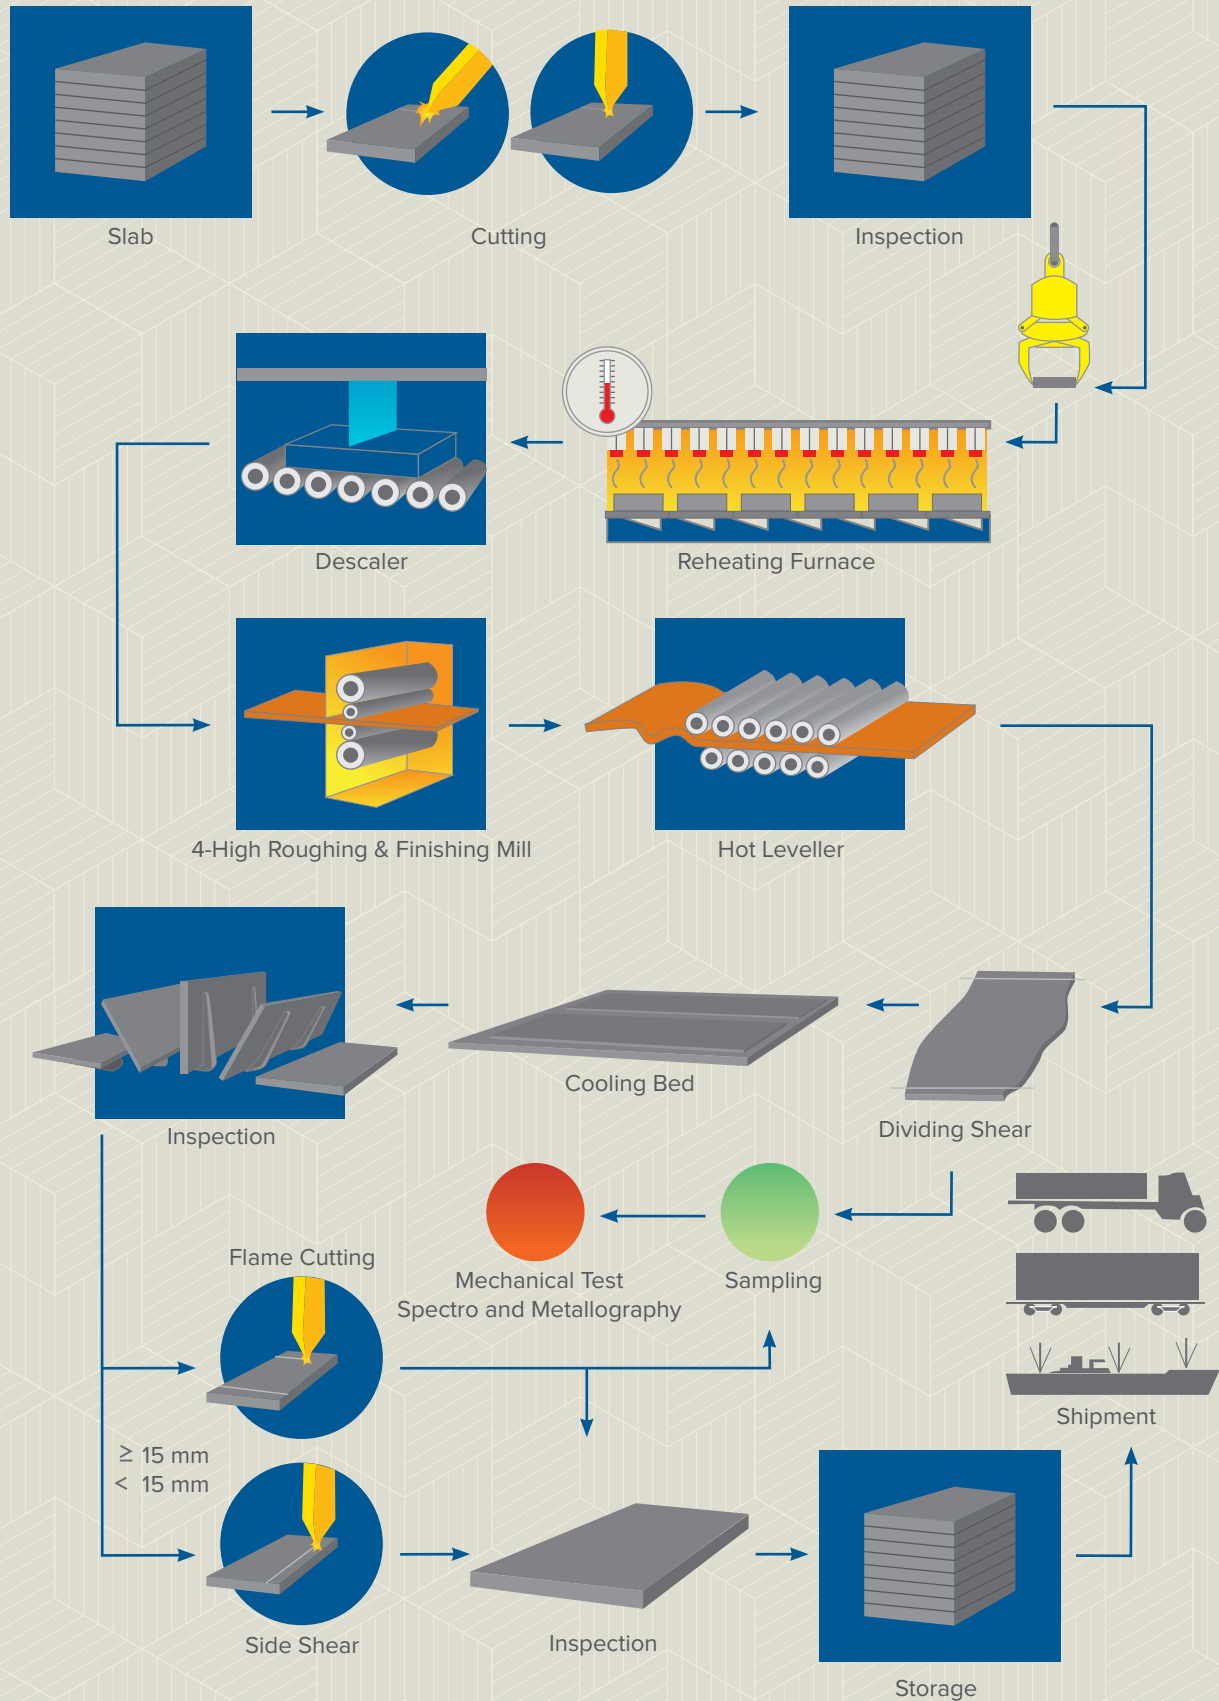 Slab
Cutting
Inspection
Descaler
Reheating Furnace
4-High Roughing & Finishing Mill
Hot Leveller
Inspection
Cooling Bed
Dividing Shear
Flame Cutting
Mechanical Test
Spectro and Metallography
Sampling
Shipment
≥ 15 mm
< 15 mm
Side Shear
Inspection
Storage